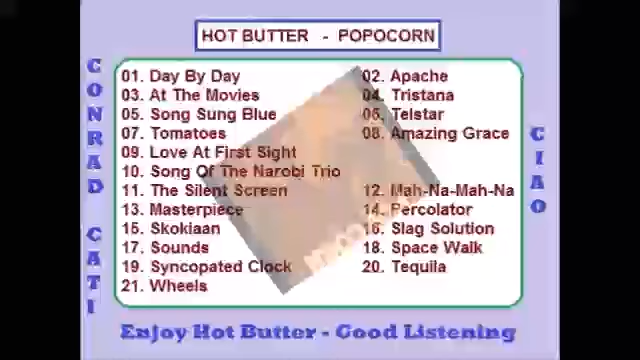 HOT BUTTER - POPOCORN
CONRAD CATI
01. Day By Day 02. Apache
03. At The Movies 04. Tristana
05. Song Sung Blue 06. Telstar
07. Tomatoes 08. Amazing Grace
09. Love At First Sight
10. Song Of The Narobi Trio
11. The Silent Screen 12. Mah-Na-Mah-Na
13. Masterpiece 14. Percolator
15. Skokiaan 16. Slag Solution
17. Sounds 18. Space Walk
19. Syncopated Clock 20. Tequila
21. Wheels
CIAO
Enjoy Hot Butter - Good Listening